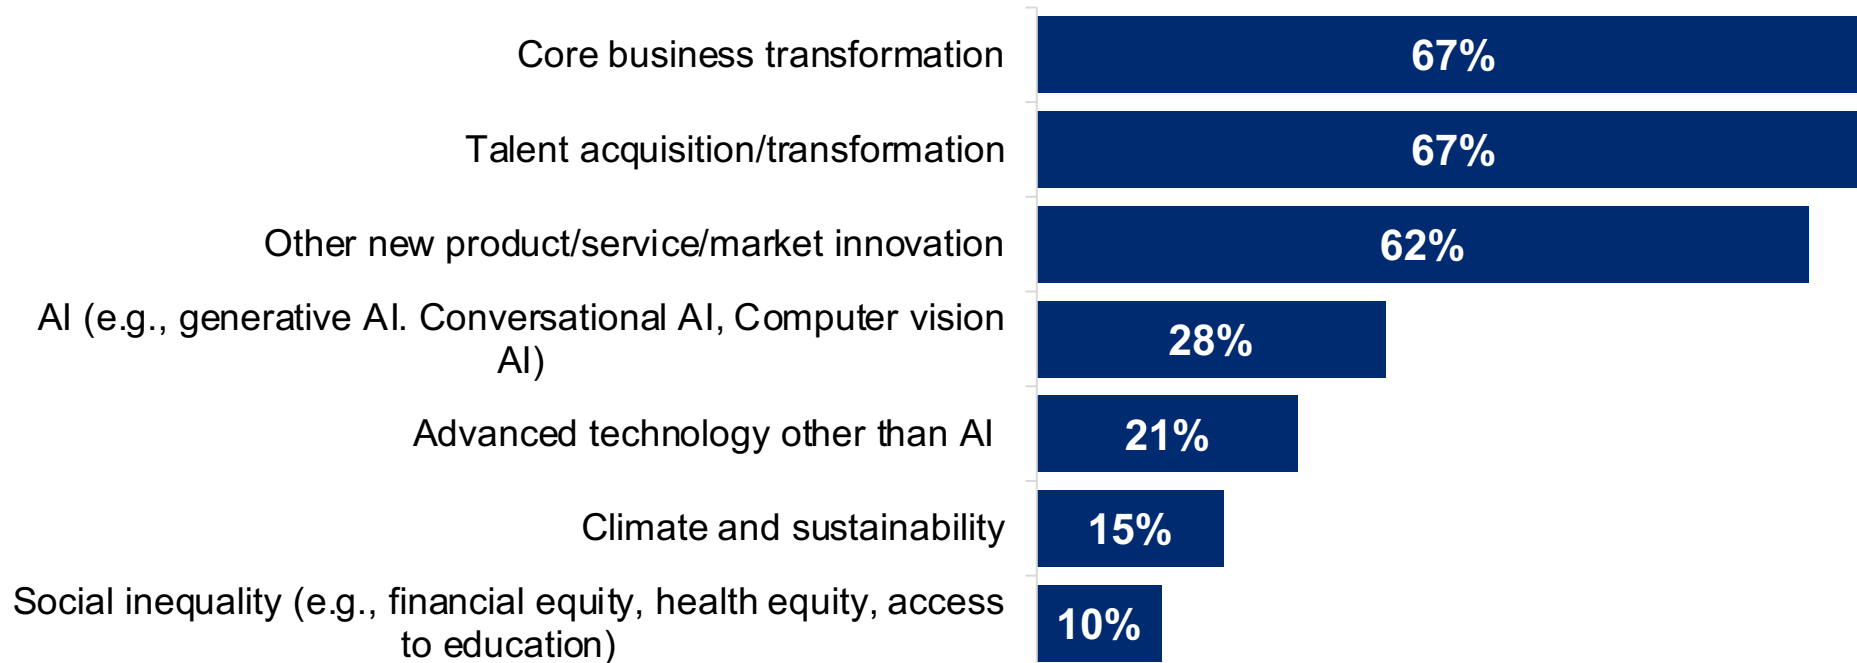 Core business transformation
67%
Talent acquisition/transformation
67%
Other new product/service/market innovation
62%
AI (e.g., generative AI. Conversational AI, Computer vision
AI)
28%
Advanced technology other than AI
21%
Climate and sustainability
15%
Social inequality (e.g., financial equity, health equity, access
to education)
10%